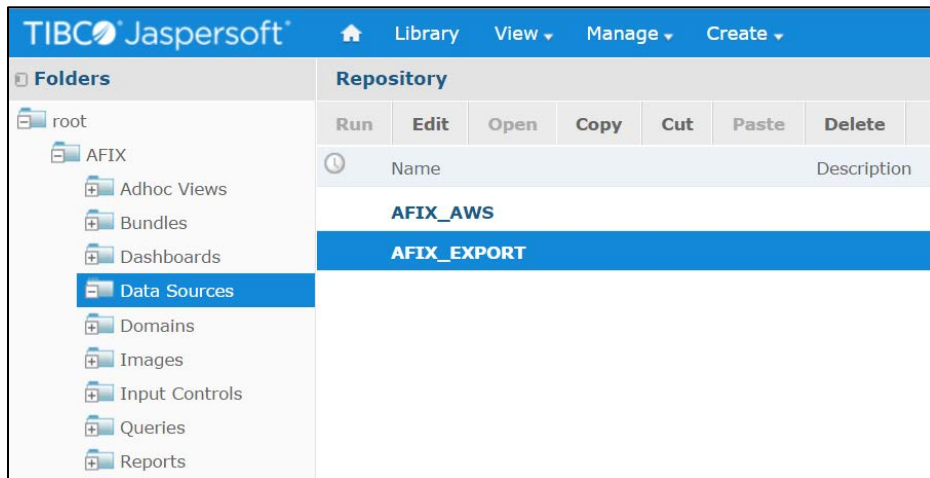 TIBCO Jaspersoft® Library View Manage Create
Folders
root
AFIX
Adhoc Views
Bundles
Dashboards
Data Sources
Domains
Images
Input Controls
Queries
Reports
Repository
Run Edit Open Copy Cut Paste Delete
Name Description
AFIX_AWS
AFIX_EXPORT